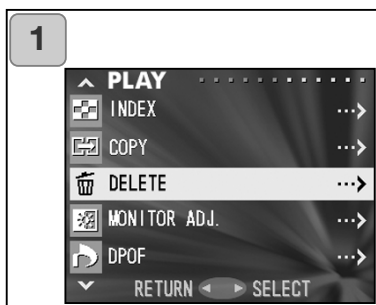 1
PLAY
INDEX
COPY
DELETE
MONITOR ADJ.
DPOF
RETURN SELECT